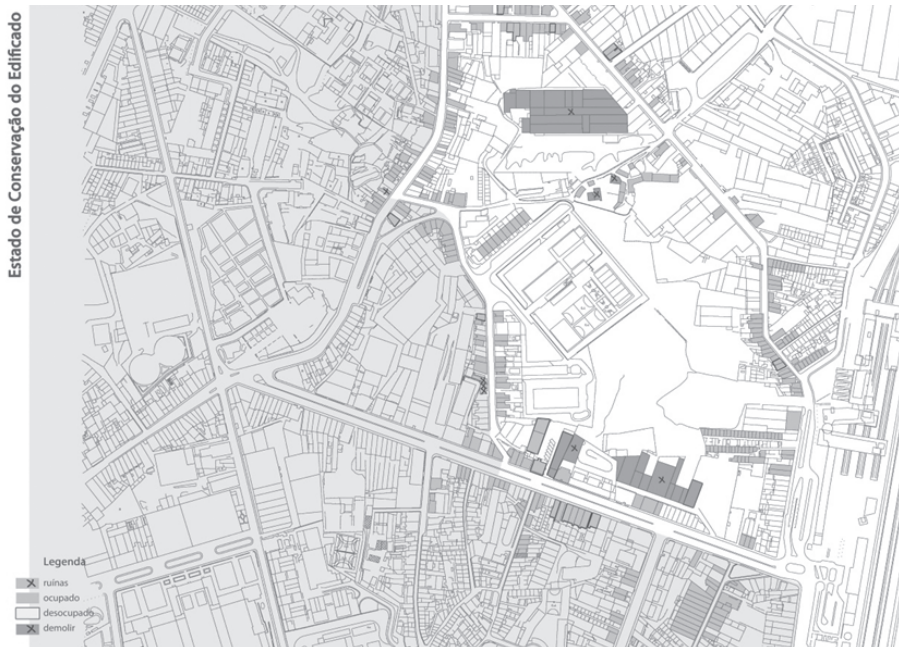 Estado de Conservação do Edificado
Legenda
ruínas
ocupado
desocupado
demolir